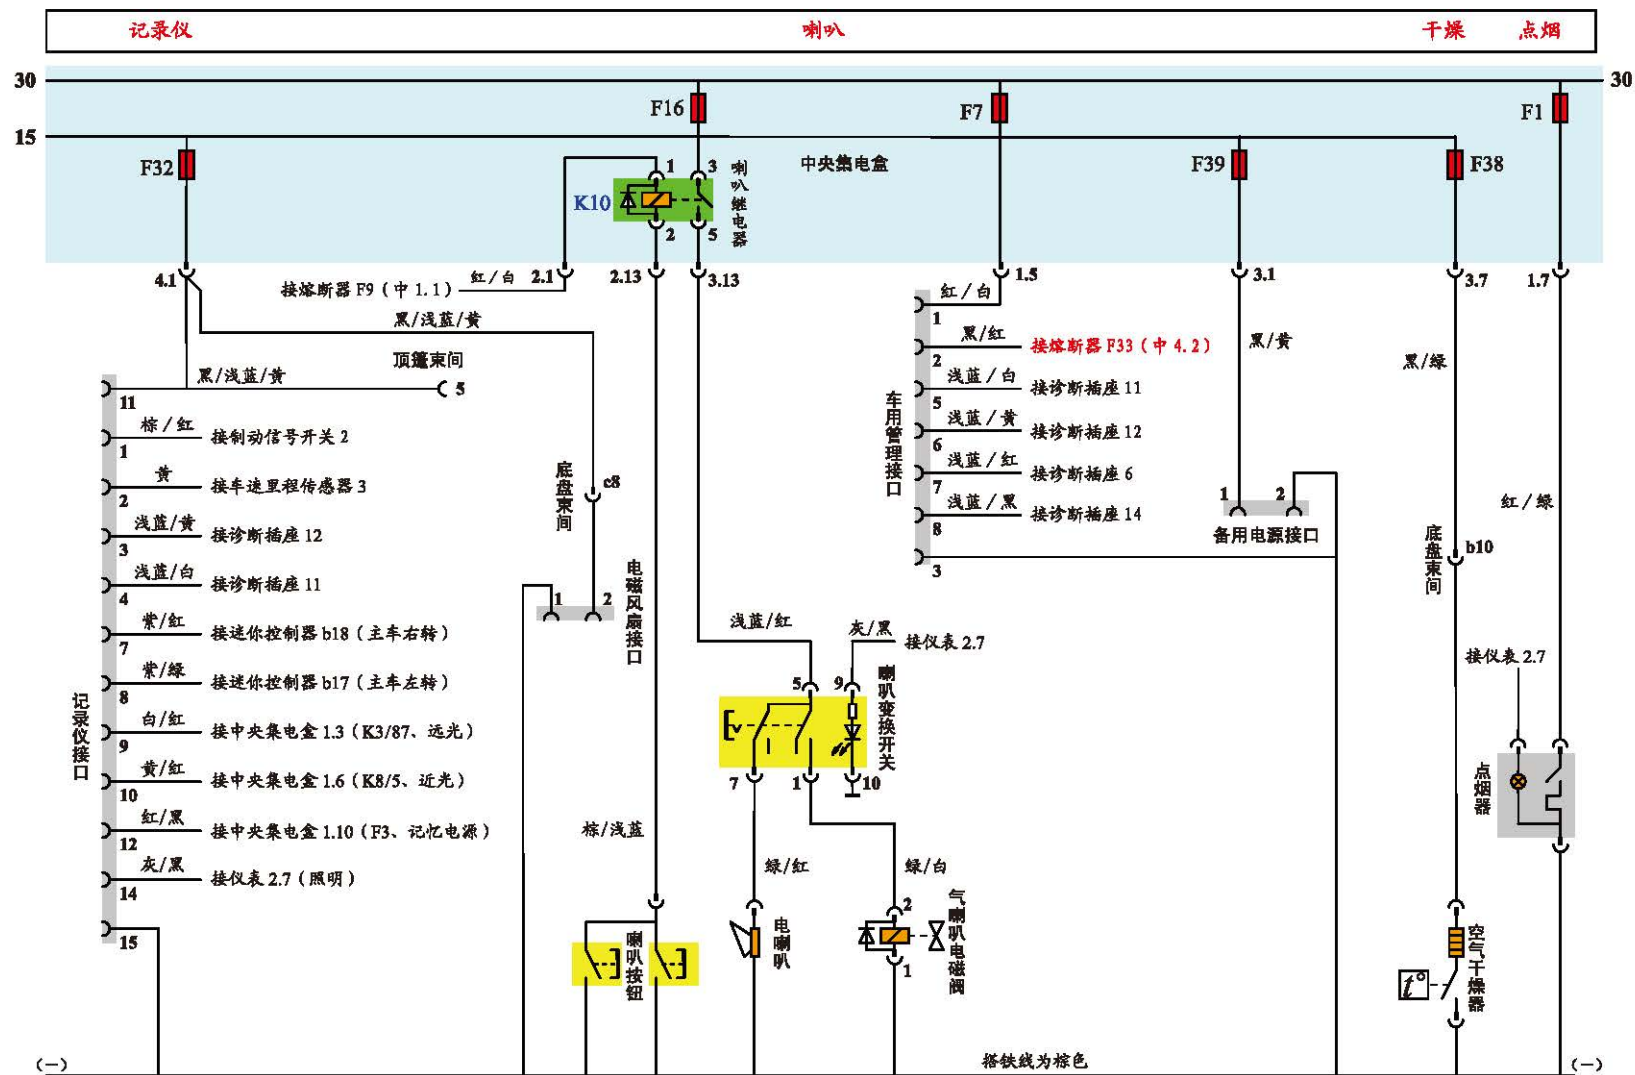 记录仪
喇叭
干燥
点烟
30
30
15
F16
F7
F1
F32
F39
F38
中央集电盒
K10
1
3
2
5
喇叭继电器
4.1
2.1
2.13
3.13
1.5
3.1
3.7
1.7
接熔断器 F9（中 1.1）
红/白
黑/浅蓝/黄
顶篷束间
5
黑/浅蓝/黄
11
棕/红
接制动信号开关 2
1
黄
接车速里程传感器 3
2
浅蓝/黄
接诊断插座 12
3
浅蓝/白
接诊断插座 11
4
紫/红
接迷你控制器 b18（主车右转）
7
紫/绿
接迷你控制器 b17（主车左转）
8
白/红
接中央集电盒 1.3（K3/87、远光）
9
黄/红
接中央集电盒 1.6（K8/5、近光）
10
红/黑
接中央集电盒 1.10（F3、记忆电源）
12
灰/黑
接仪表 2.7（照明）
14
15
记录仪接口
底盘束间
c8
1
2
电磁风扇接口
棕/浅蓝
喇叭按钮
浅蓝/红
灰/黑
接仪表 2.7
5
9
喇叭变换开关
7
1
10
绿/红
绿/白
电喇叭
2
1
气喇叭电磁阀
红/白
1
黑/红
接熔断器 F33（中 4.2）
2
浅蓝/白
接诊断插座 11
5
浅蓝/黄
接诊断插座 12
6
浅蓝/红
接诊断插座 6
7
浅蓝/黑
接诊断插座 14
8
3
车用管理接口
黑/黄
1
2
备用电源接口
黑/绿
底盘束间
b10
红/绿
接仪表 2.7
点烟器
空气干燥器
t°
（－）
搭铁线为棕色
（－）